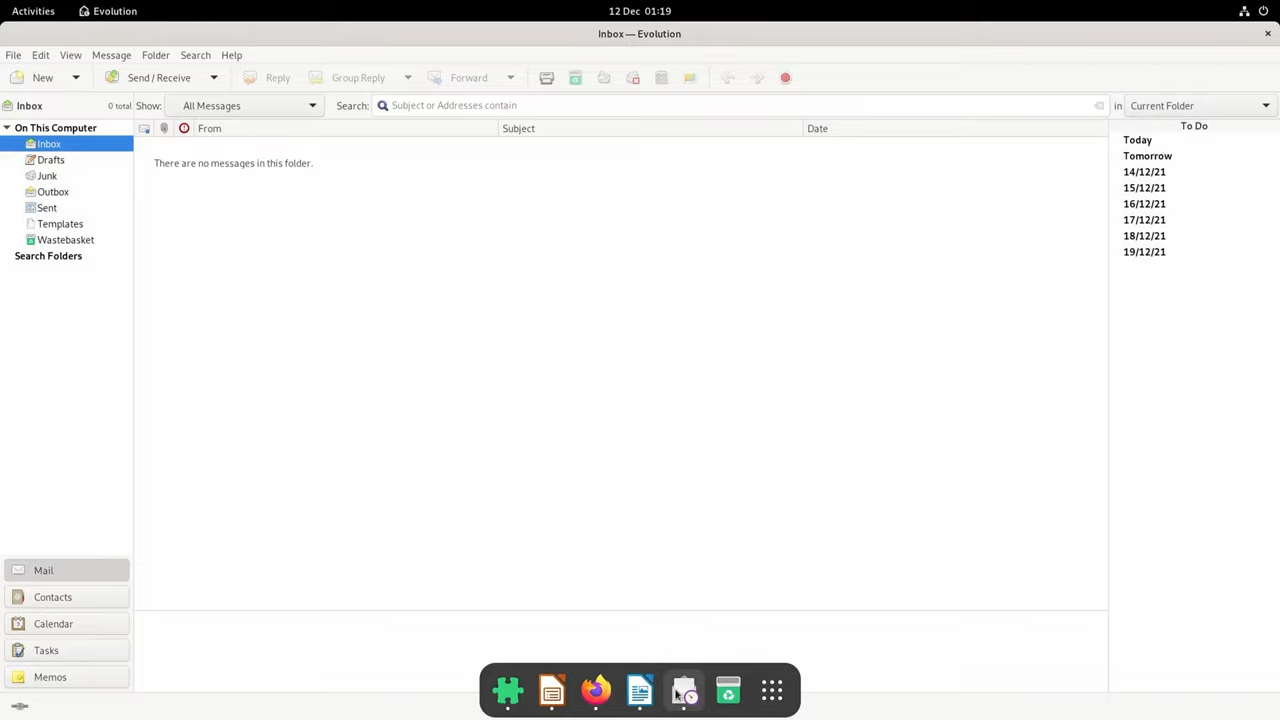 Activities Evolution 12 Dec 01:19
Inbox — Evolution
File Edit View Message Folder Search Help
New Send / Receive Reply Group Reply Forward
Inbox 0 total Show: All Messages Search: Subject or Addresses contain in Current Folder
On This Computer From Subject Date To Do
Inbox
Drafts
Junk
Outbox
Sent
Templates
Wastebasket
Search Folders
There are no messages in this folder.
Today
Tomorrow
14/12/21
15/12/21
16/12/21
17/12/21
18/12/21
19/12/21
Mail
Contacts
Calendar
Tasks
Memos